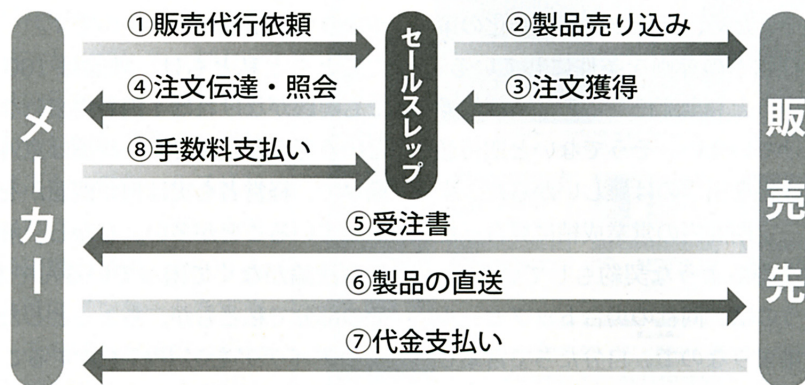 メーカー
①販売代行依頼
④注文伝達・照会
⑧手数料支払い
セールスレップ
②製品売り込み
③注文獲得
⑤受注書
⑥製品の直送
⑦代金支払い
販売先